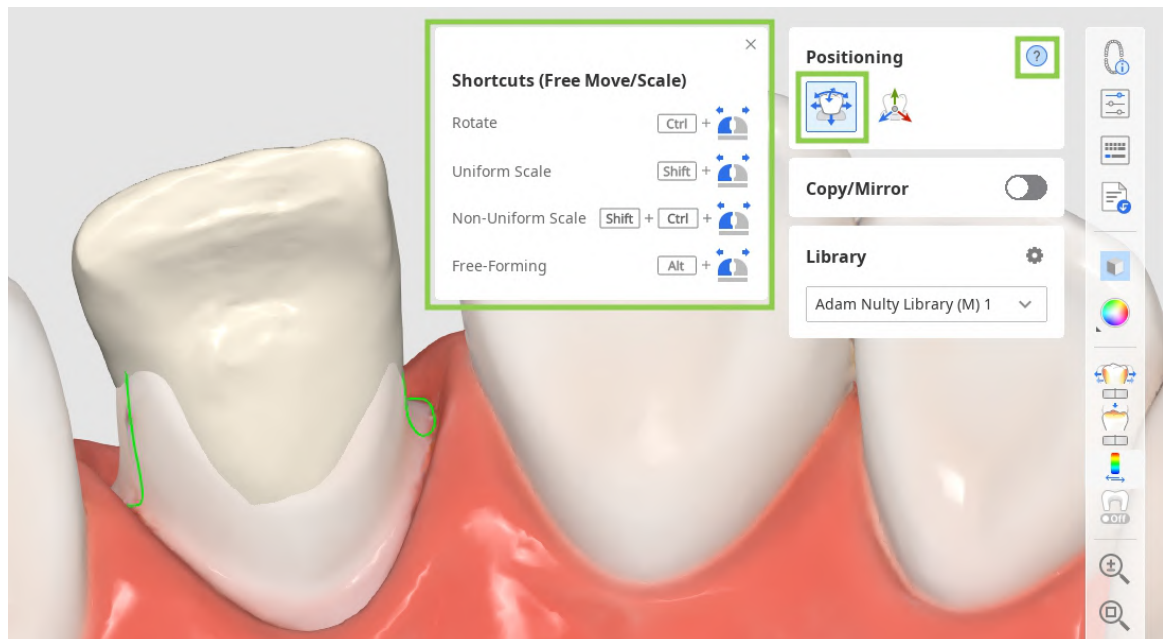 Shortcuts (Free Move/Scale)
Rotate Ctrl +
Uniform Scale Shift +
Non-Uniform Scale Shift + Ctrl +
Free-Forming Alt +
Positioning ?
Copy/Mirror
Library
Adam Nulty Library (M) 1
Off